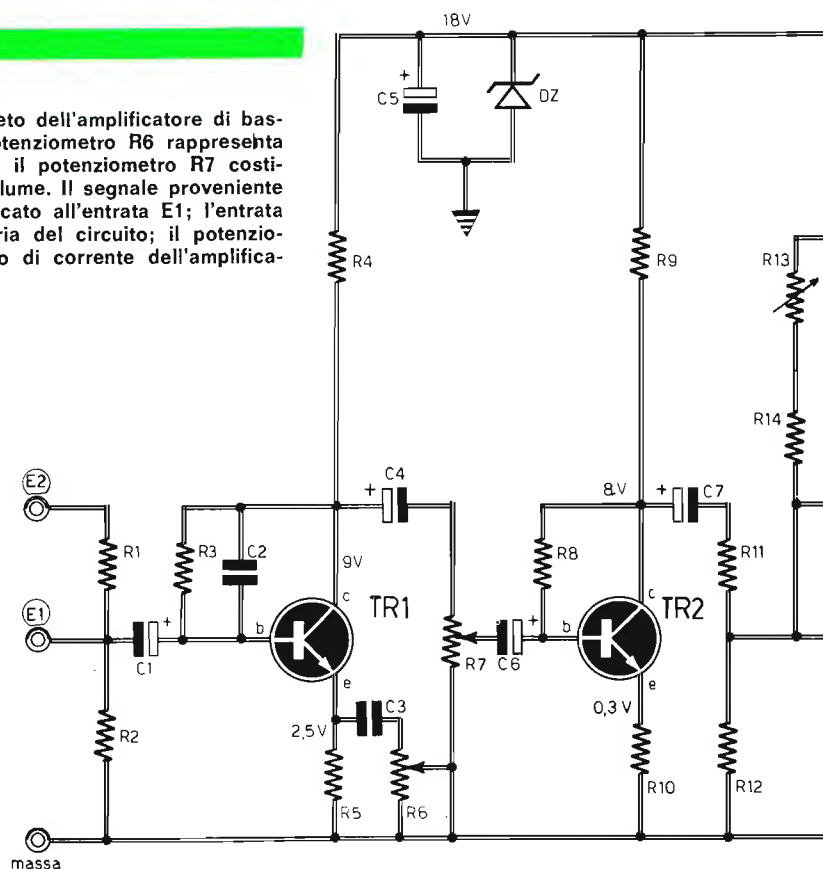 eto dell'amplificatore di bas-
otenziometro R6 rappresenta
il potenziometro R7 costi-
lume. Il segnale proveniente
cato all'entrata E1; l'entrata
ria del circuito; il potenzio-
o di corrente dell'amplifica-
18V
+
C5
DZ
R4
R9
R13
R14
E2
R1
R3
C2
C4
+
8V
+
C7
R8
R11
9V
c
TR1
c
TR2
E1
C1
+
b
R7
C6
+
b
e
e
R2
2,5V
C3
0,3V
R5
R6
R10
R12
massa